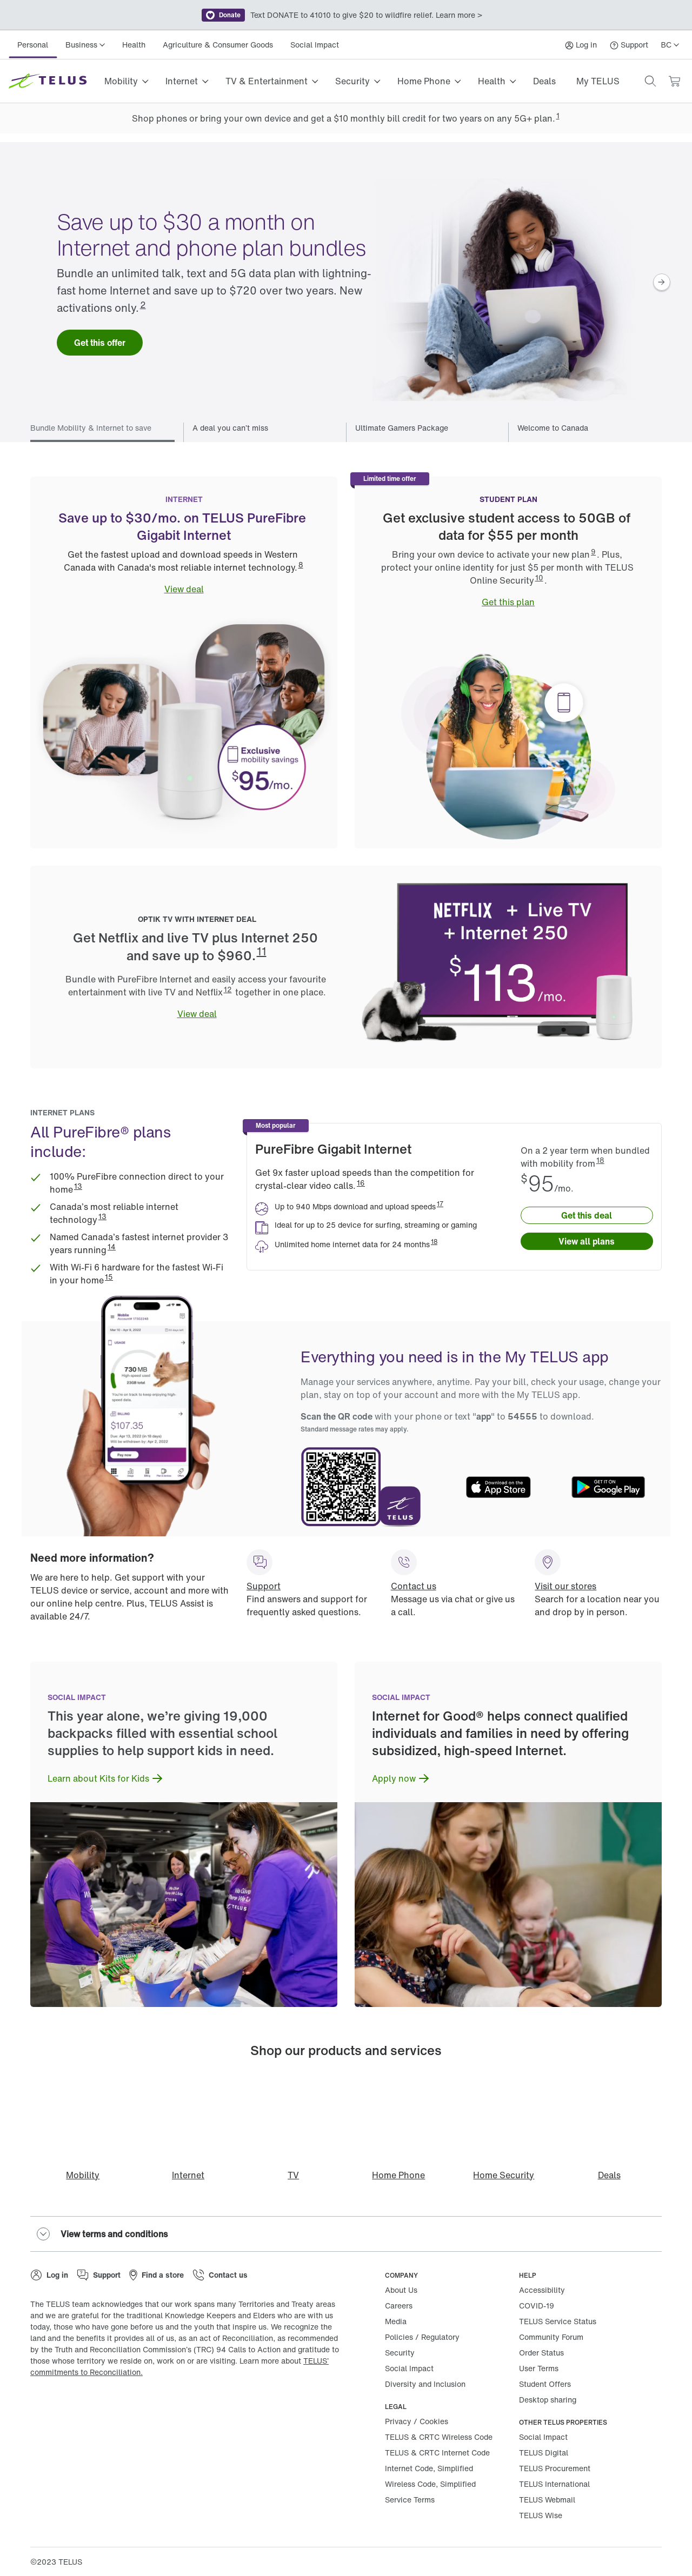 Donate Text DONATE to 41010 to give $20 to wildfire relief. Learn more >
Personal Business Health Agriculture & Consumer Goods Social Impact Log in Support BC
TELUS Mobility Internet TV & Entertainment Security Home Phone Health Deals My TELUS
Shop phones or bring your own device and get a $10 monthly bill credit for two years on any 5G+ plan. 1
Save up to $30 a month on
Internet and phone plan bundles
Bundle an unlimited talk, text and 5G data plan with lightning-
fast home Internet and save up to $720 over two years. New
activations only. 2
Get this offer
Bundle Mobility & Internet to save A deal you can't miss Ultimate Gamers Package Welcome to Canada
INTERNET
Save up to $30/mo. on TELUS PureFibre
Gigabit Internet
Get the fastest upload and download speeds in Western
Canada with Canada's most reliable internet technology. 8
View deal
Exclusive
mobility savings
$95/mo.
Limited time offer
STUDENT PLAN
Get exclusive student access to 50GB of
data for $55 per month
Bring your own device to activate your new plan 9. Plus,
protect your online identity for just $5 per month with TELUS
Online Security 10.
Get this plan
OPTIK TV WITH INTERNET DEAL
Get Netflix and live TV plus Internet 250
and save up to $960. 11
Bundle with PureFibre Internet and easily access your favourite
entertainment with live TV and Netflix 12 together in one place.
View deal
NETFLIX + Live TV
+ Internet 250
$113/mo.
INTERNET PLANS
All PureFibre® plans
include:
100% PureFibre connection direct to your
home 13
Canada's most reliable internet
technology 13
Named Canada's fastest internet provider 3
years running 14
With Wi-Fi 6 hardware for the fastest Wi-Fi
in your home 15
Most popular
PureFibre Gigabit Internet
Get 9x faster upload speeds than the competition for
crystal-clear video calls. 16
Up to 940 Mbps download and upload speeds 17
Ideal for up to 25 device for surfing, streaming or gaming
Unlimited home internet data for 24 months 18
On a 2 year term when bundled
with mobility from 18
$95/mo.
Get this deal
View all plans
730 MB
$107.35
Pay now
Everything you need is in the My TELUS app
Manage your services anywhere, anytime. Pay your bill, check your usage, change your
plan, stay on top of your account and more with the My TELUS app.
Scan the QR code with your phone or text "app" to 54555 to download.
Standard message rates may apply.
TELUS
Download on the
App Store
GET IT ON
Google Play
Need more information?
We are here to help. Get support with your
TELUS device or service, account and more with
our online help centre. Plus, TELUS Assist is
available 24/7.
Support
Find answers and support for
frequently asked questions.
Contact us
Message us via chat or give us
a call.
Visit our stores
Search for a location near you
and drop by in person.
SOCIAL IMPACT
This year alone, we're giving 19,000
backpacks filled with essential school
supplies to help support kids in need.
Learn about Kits for Kids
SOCIAL IMPACT
Internet for Good® helps connect qualified
individuals and families in need by offering
subsidized, high-speed Internet.
Apply now
Shop our products and services
Mobility Internet TV Home Phone Home Security Deals
View terms and conditions
Log in Support Find a store Contact us
The TELUS team acknowledges that our work spans many Territories and Treaty areas
and we are grateful for the traditional Knowledge Keepers and Elders who are with us
today, those who have gone before us and the youth that inspire us. We recognize the
land and the benefits it provides all of us, as an act of Reconciliation, as recommended
by the Truth and Reconciliation Commission's (TRC) 94 Calls to Action and gratitude to
those whose territory we reside on, work on or are visiting. Learn more about TELUS'
commitments to Reconciliation.
COMPANY
About Us
Careers
Media
Policies / Regulatory
Security
Social Impact
Diversity and Inclusion
LEGAL
Privacy / Cookies
TELUS & CRTC Wireless Code
TELUS & CRTC Internet Code
Internet Code, Simplified
Wireless Code, Simplified
Service Terms
HELP
Accessibility
COVID-19
TELUS Service Status
Community Forum
Order Status
User Terms
Student Offers
Desktop sharing
OTHER TELUS PROPERTIES
Social Impact
TELUS Digital
TELUS Procurement
TELUS International
TELUS Webmail
TELUS Wise
©2023 TELUS